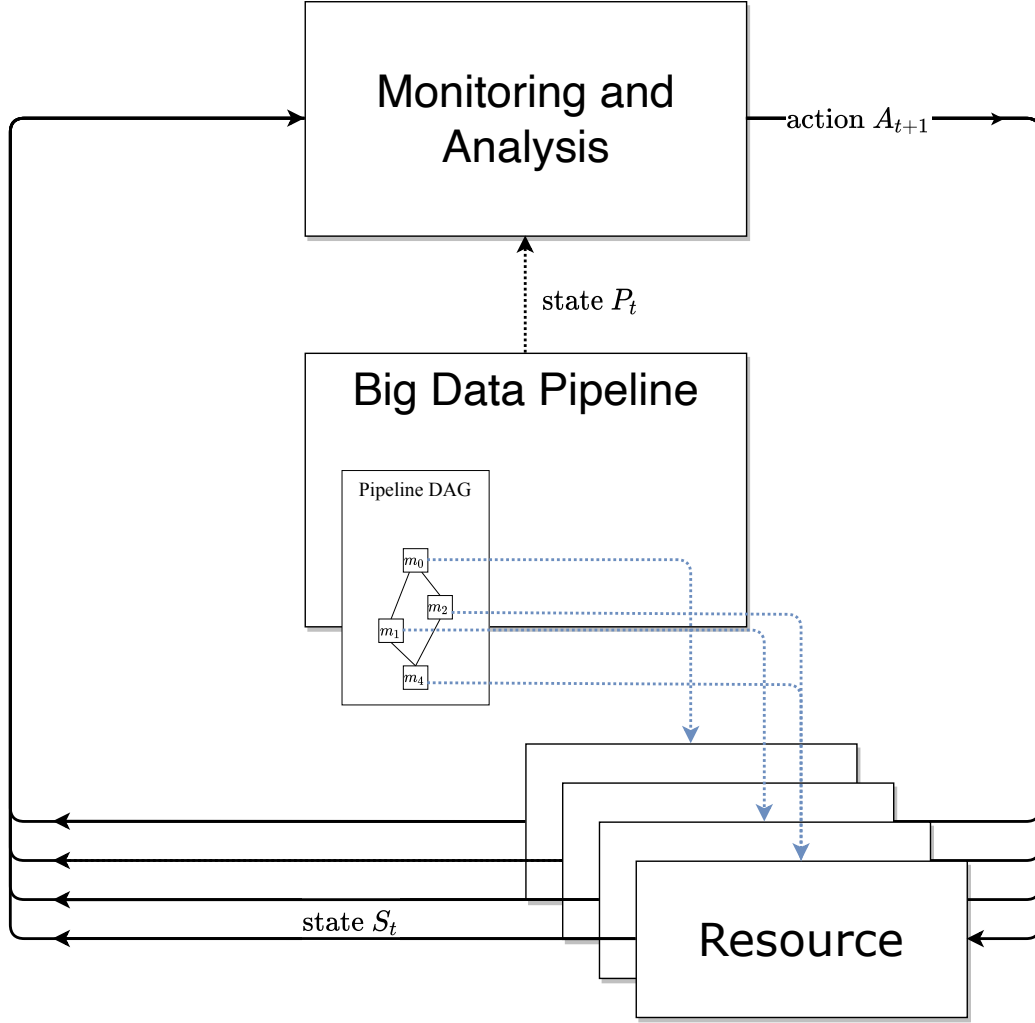 Monitoring and
Analysis
action A_{t+1}
state P_t
Big Data Pipeline
Pipeline DAG
m_0
m_2
m_1
m_4
state S_t
Resource